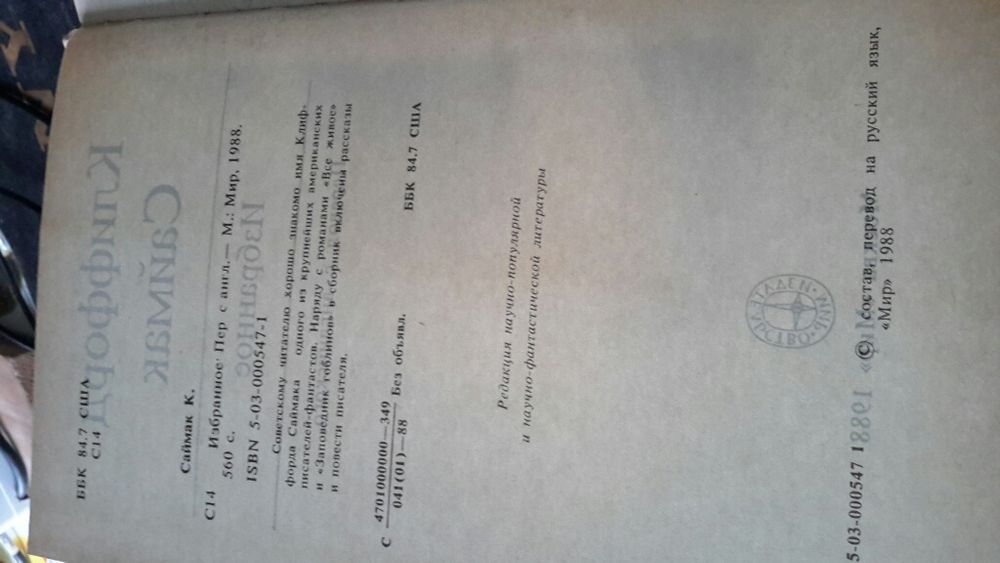 ББК 84.7 США
С14
Саймак К.
С14
Избранное: Пер с англ.— М.: Мир, 1988.
560 с.
ISBN 5-03-000547-1
Советскому читателю хорошо знакомо имя Клиф-
форда Саймака одного из крупнейших американских
писателей-фантастов. Наряду с романами «Все живое»
и «Заповедник гоблинов» в сборник включены рассказы
и повести писателя.
С 4701000000—349
041(01)—88 Без объявл.
ББК 84.7 США
Редакция научно-популярной
и научно-фантастической литературы
5-03-000547 1
© состав, перевод на русский язык,
«Мир» 1988
Клиффорд
Саймак
Избранное
ИЗДАТЕЛЬСТВО МИР
1988